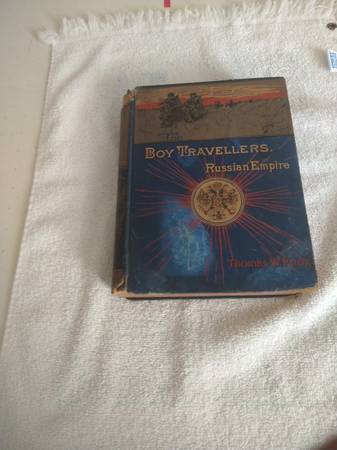 BOY TRAVELLERS.
Russian Empire
THOMAS W. KNOX